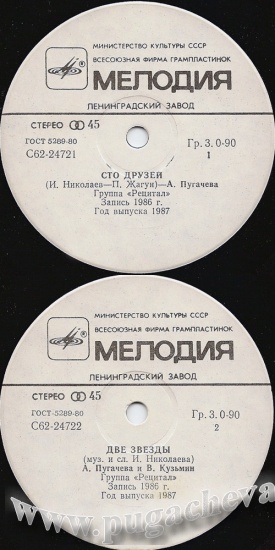 МИНИСТЕРСТВО КУЛЬТУРЫ СССР
ВСЕСОЮЗНАЯ ФИРМА ГРАМПЛАСТИНОК
МЕЛОДИЯ
ЛЕНИНГРАДСКИЙ ЗАВОД
СТЕРЕО 45
ГОСТ 5289-80
С62-24721
Гр. 3. 0-90
1
СТО ДРУЗЕЙ
(И. Николаев—П. Жагун)—А. Пугачева
Группа «Рецитал»
Запись 1986 г.
Год выпуска 1987
МИНИСТЕРСТВО КУЛЬТУРЫ СССР
ВСЕСОЮЗНАЯ ФИРМА ГРАМПЛАСТИНОК
МЕЛОДИЯ
ЛЕНИНГРАДСКИЙ ЗАВОД
СТЕРЕО 45
ГОСТ-5289-80
С62-24722
Гр. 3. 0-90
2
ДВЕ ЗВЕЗДЫ
(муз. и сл. И. Николаева)
А. Пугачева и В. Кузьмин
Группа «Рецитал»
Запись 1986 г.
Год выпуска 1987
www.pugacheva